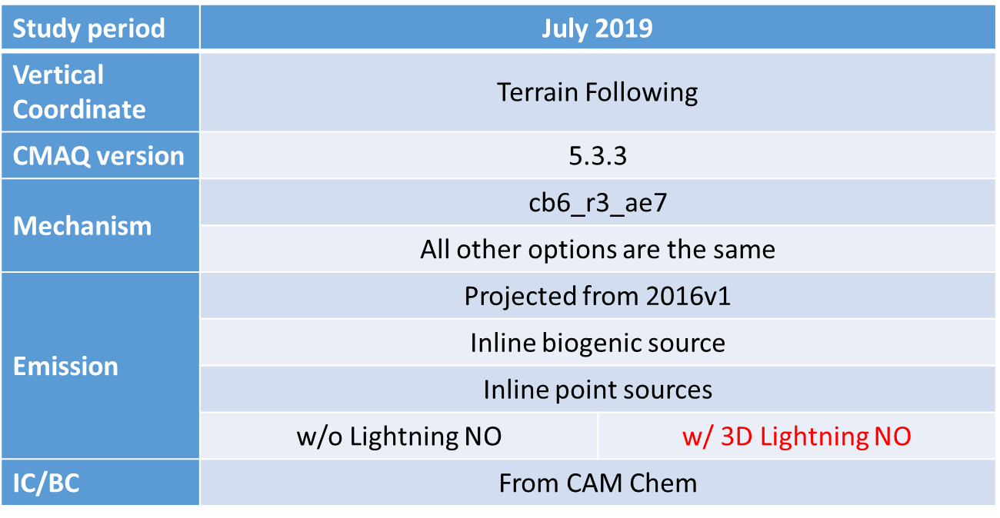 Study period
July 2019
Vertical
Coordinate
Terrain Following
CMAQ version
5.3.3
Mechanism
cb6_r3_ae7
All other options are the same
Emission
Projected from 2016v1
Inline biogenic source
Inline point sources
w/o Lightning NO
w/ 3D Lightning NO
IC/BC
From CAM Chem